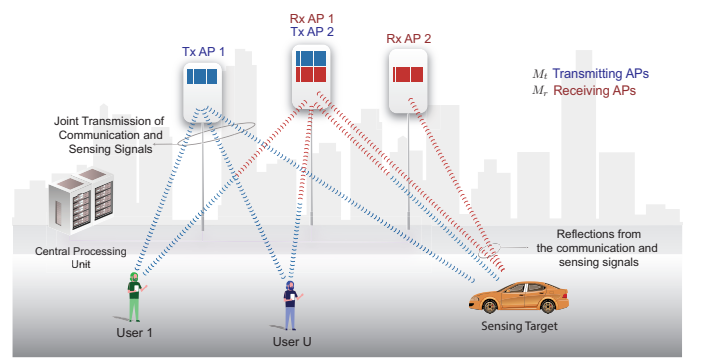 Rx AP 1
Tx AP 1
Tx AP 2
Rx AP 2
M_t Transmitting APs
M_r Receiving APs
Joint Transmission of
Communication and
Sensing Signals
Reflections from
the communication and
sensing signals
Central Processing
Unit
User 1
User U
Sensing Target